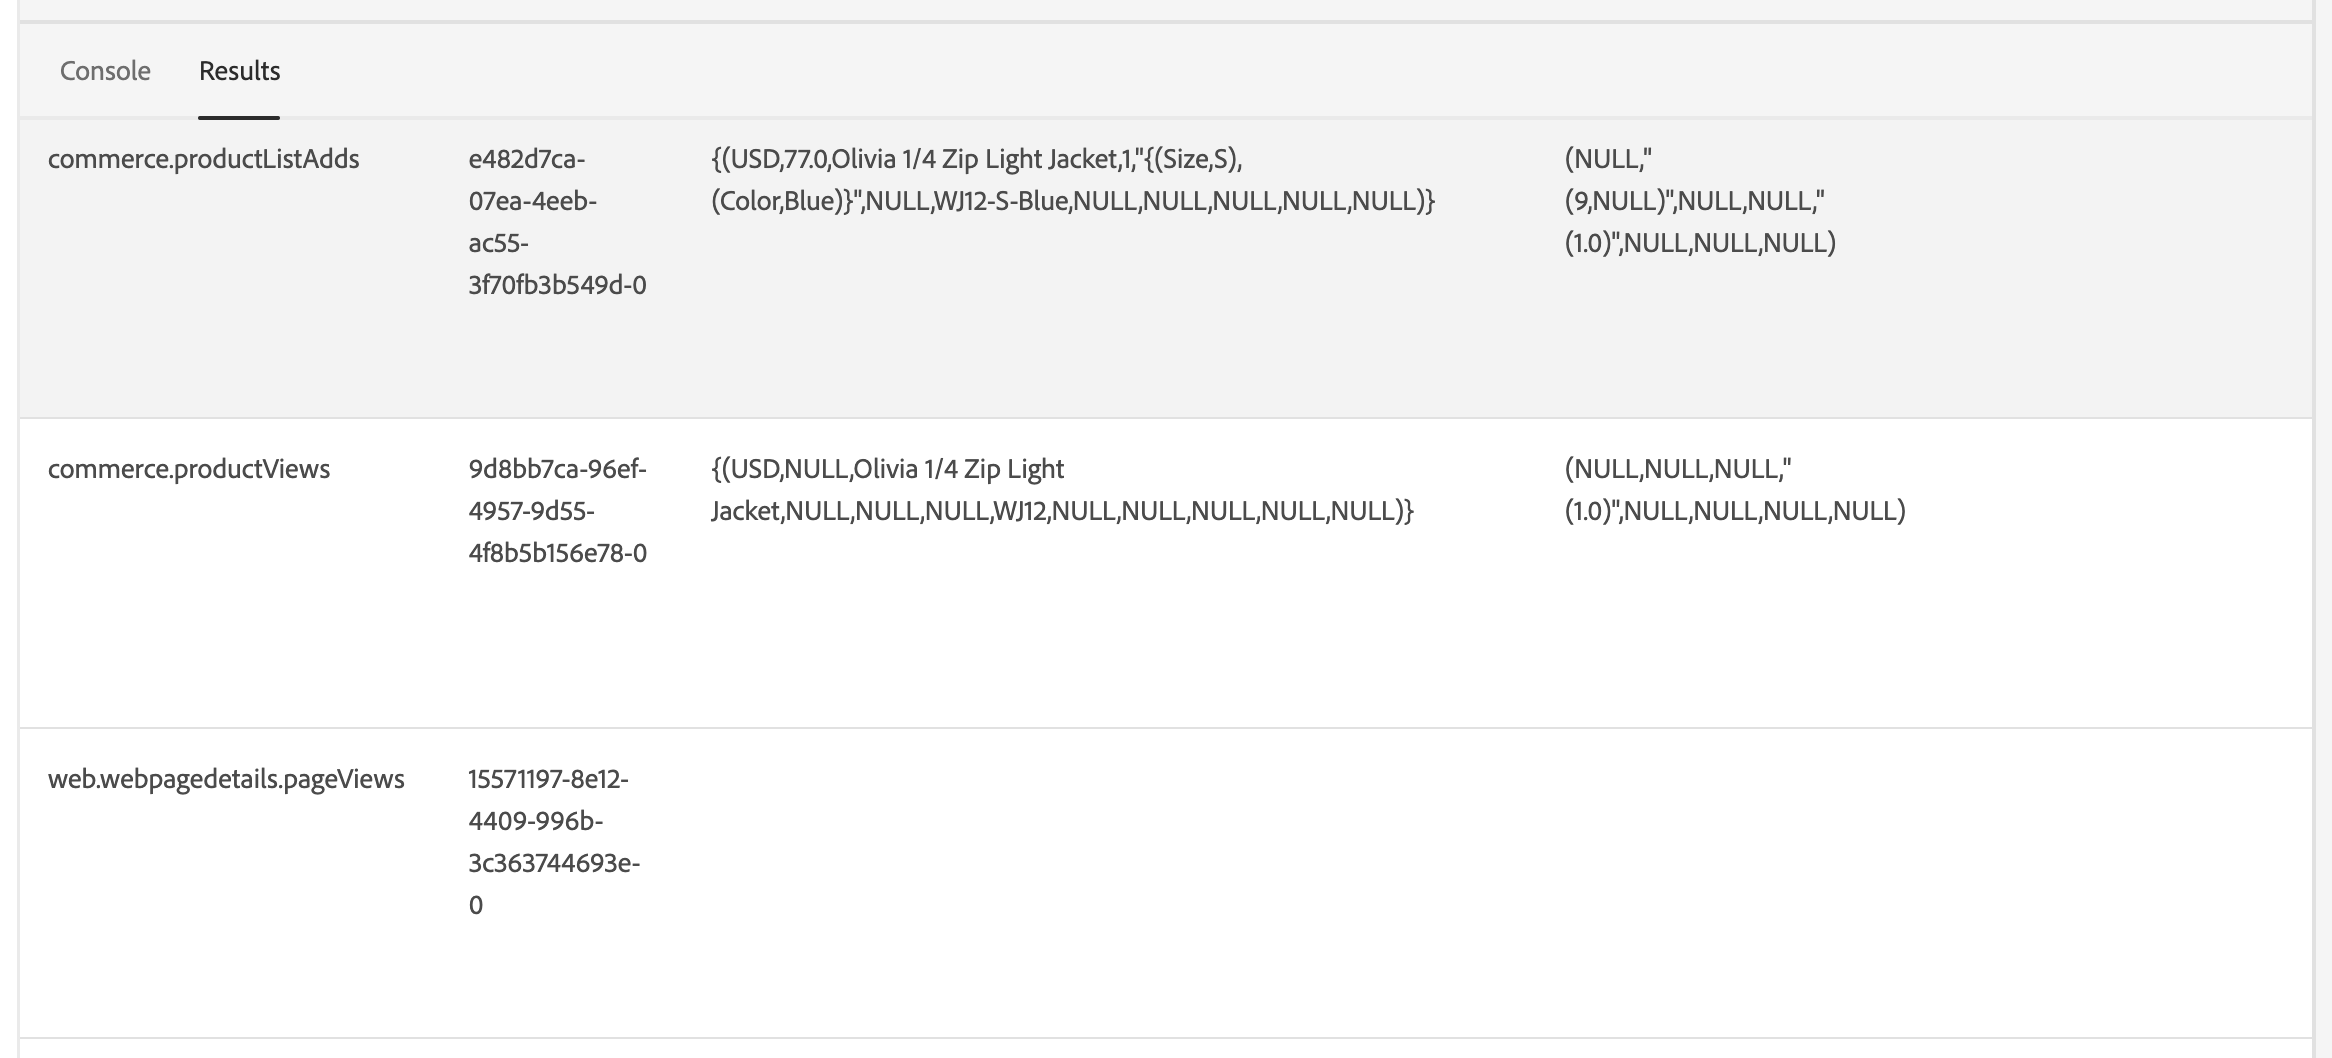 Console Results
commerce.productListAdds
e482d7ca-
07ea-4eeb-
ac55-
3f70fb3b549d-0
{(USD,77.0,Olivia 1/4 Zip Light Jacket,1,"{(Size,S),
(Color,Blue)}",NULL,WJ12-S-Blue,NULL,NULL,NULL,NULL,NULL)}
(NULL,"
(9,NULL)",NULL,NULL,"
(1.0)",NULL,NULL,NULL)
commerce.productViews
9d8bb7ca-96ef-
4957-9d55-
4f8b5b156e78-0
{(USD,NULL,Olivia 1/4 Zip Light
Jacket,NULL,NULL,NULL,WJ12,NULL,NULL,NULL,NULL,NULL)}
(NULL,NULL,NULL,"
(1.0)",NULL,NULL,NULL,NULL)
web.webpagedetails.pageViews
15571197-8e12-
4409-996b-
3c363744693e-
0